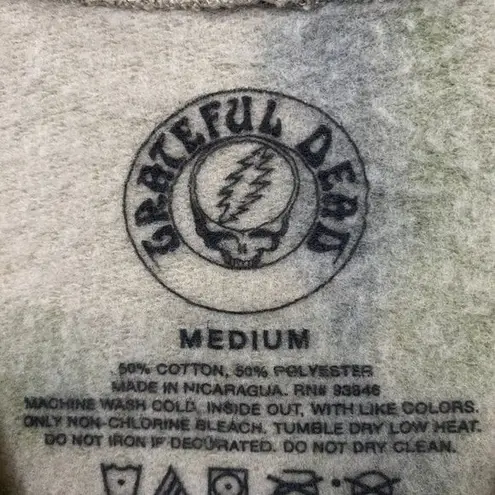 GRATEFUL DEAD
MEDIUM
50% COTTON, 50% POLYESTER
MADE IN NICARAGUA. RN# 93846
MACHINE WASH COLD, INSIDE OUT, WITH LIKE COLORS.
ONLY NON-CHLORINE BLEACH. TUMBLE DRY LOW HEAT.
DO NOT IRON IF DECORATED. DO NOT DRY CLEAN.